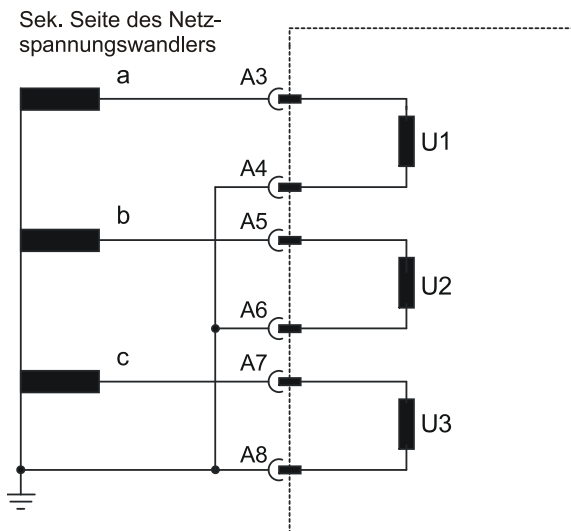 Sek. Seite des Netz-
spannungswandlers
a
A3
U1
A4
b
A5
U2
A6
c
A7
U3
A8